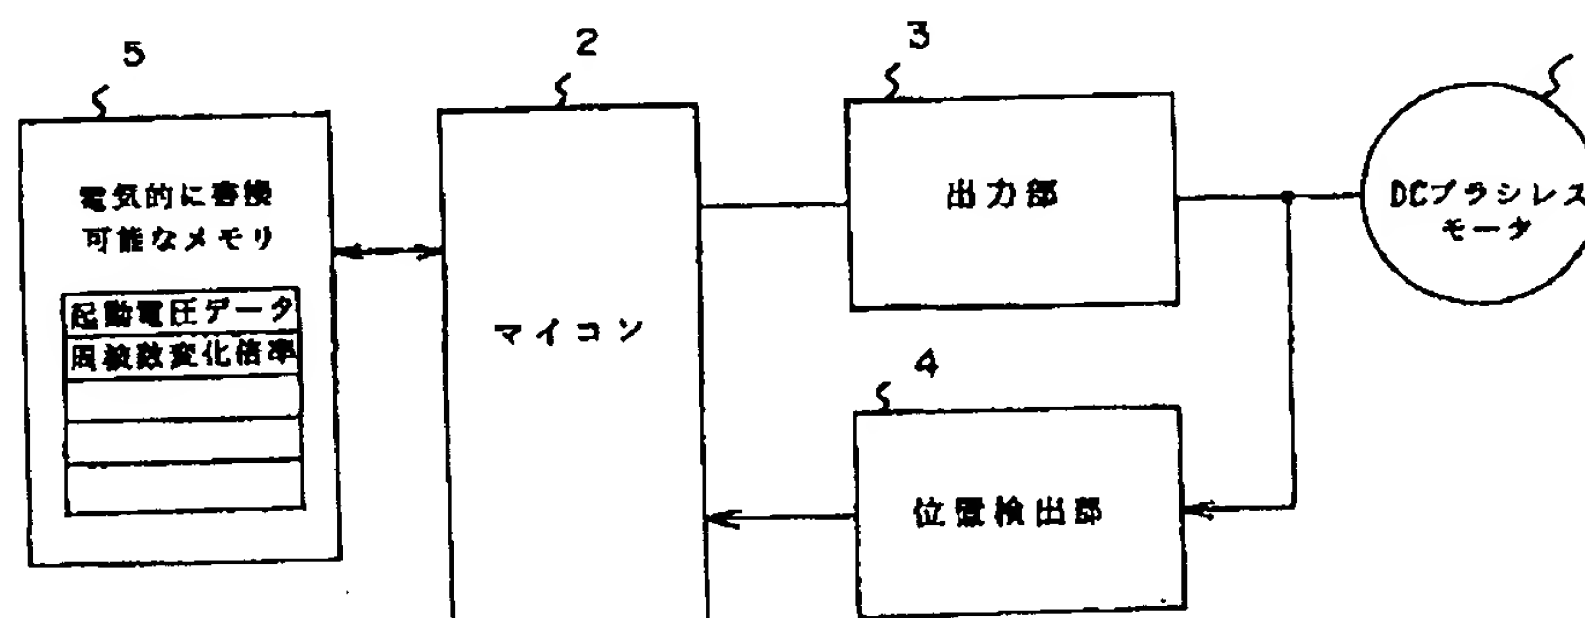 5
2
3
電気的に書換
可能なメモリ
起動電圧データ
周波数変化倍率
マイコン
出力部
DCブラシレス
モータ
4
位置検出部